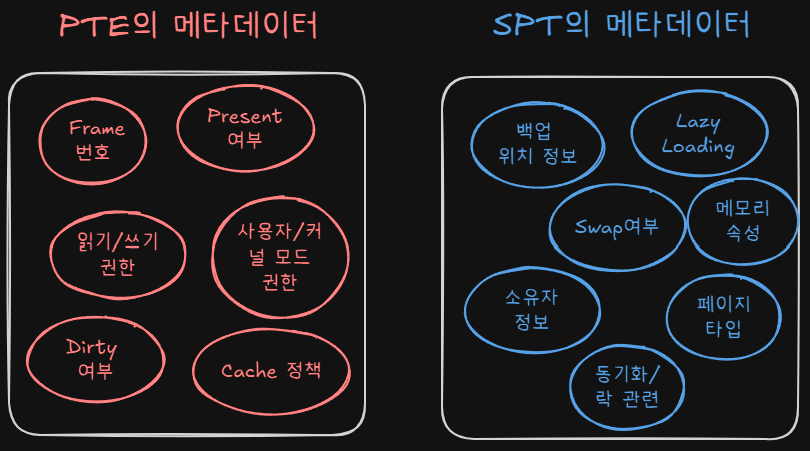 PTE의 메타데이터
Frame
번호
Present
여부
읽기/쓰기
권한
사용자/커
널 모드
권한
Dirty
여부
Cache 정책
SPT의 메타데이터
백업
위치 정보
Lazy
Loading
Swap여부
메모리
속성
소유자
정보
페이지
타입
동기화/
락 관련